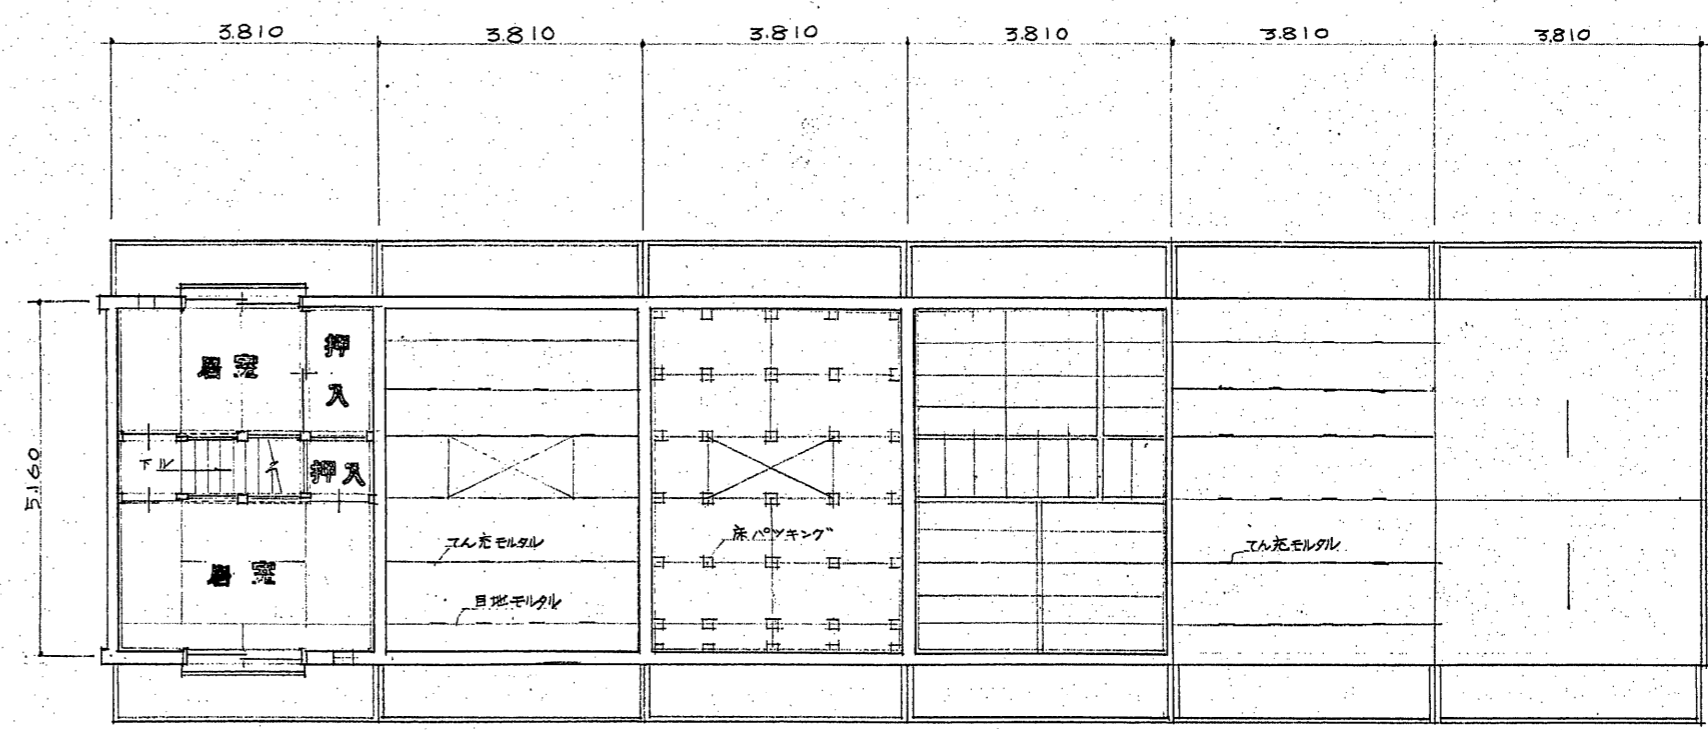 3.810 3.810 3.810 3.810 3.810 3.810
5.160
居室
押入
下ル
押入
居室
てん充モルタル
目地モルタル
床パッキング
てん充モルタル